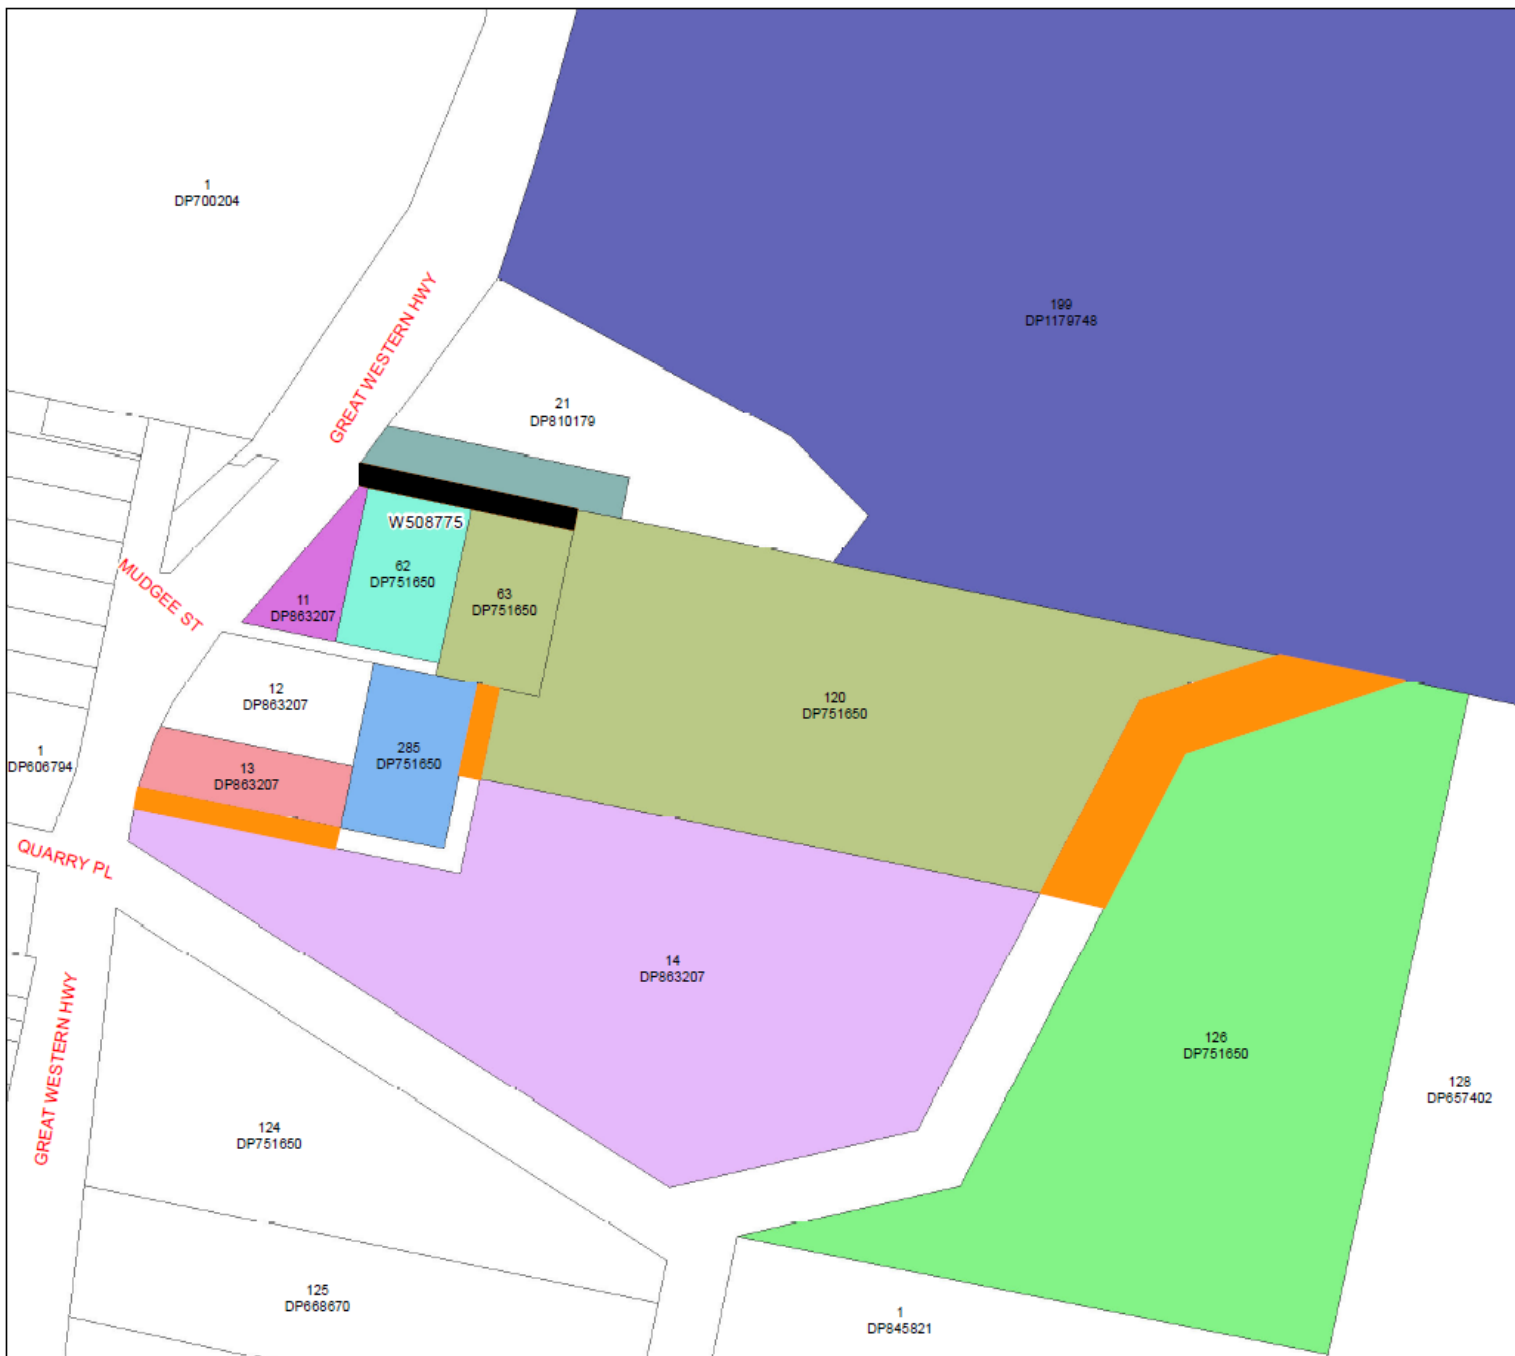 1
DP700204
199
DP1179748
GREAT WESTERN HWY
21
DP810179
W508775
62
DP751650
63
DP751650
11
DP863207
MUDGEE ST
12
DP863207
120
DP751650
285
DP751650
1
DP606794
13
DP863207
QUARRY PL
14
DP863207
GREAT WESTERN HWY
126
DP751650
128
DP657402
124
DP751650
125
DP668670
1
DP845821